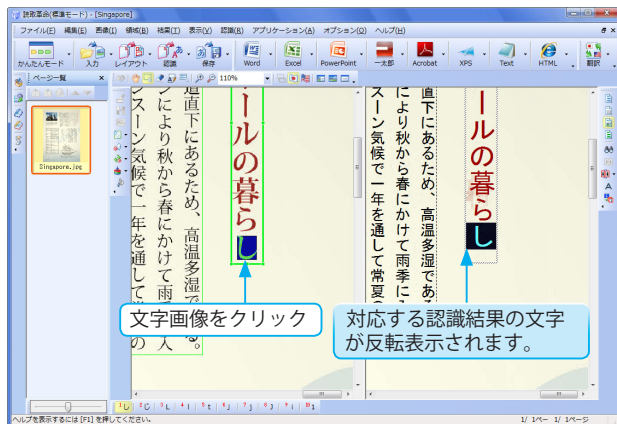 読取革命(標準モード) - [Singapore]
ファイル(F) 編集(E) 画像(I) 領域(B) 結果(T) 表示(V) 認識(R) アプリケーション(A) オプション(O) ヘルプ(H)
かんたんモード 入力 レイアウト 認識 保存 Word Excel PowerPoint 一太郎 Acrobat XPS Text HTML 翻訳
ページ一覧
110%
Singapore.jpg
ールの暮らし
道直下にあるため、高温多湿で
により秋から春にかけて雨
スーン気候で一年を通して
ールの暮らし
直下にあるため、高温多湿である
により秋から春にかけて雨季に
スーン気候で一年を通して常夏の
文字画像をクリック
対応する認識結果の文字
が反転表示されます。
ヘルプを表示するには [F1] を押してください。
1/ 1ページ